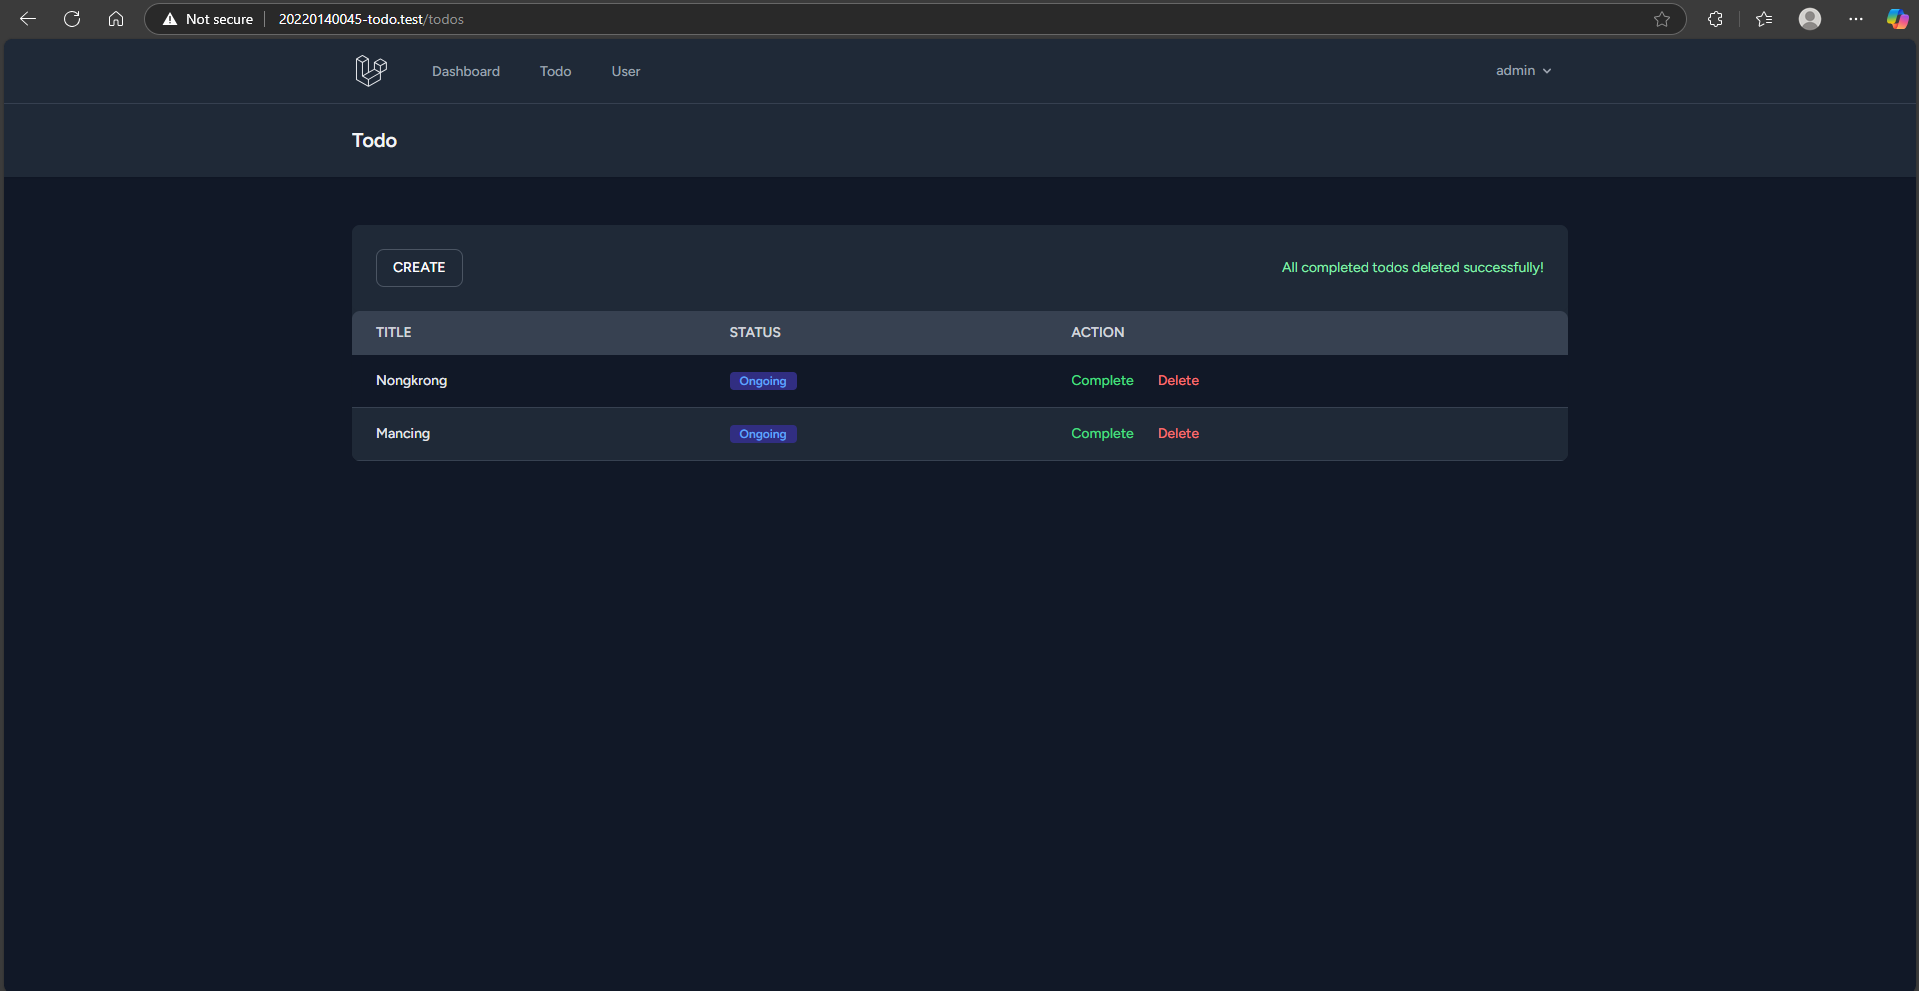 Not secure 20220140045-todo.test/todos
Dashboard Todo User admin
Todo
CREATE All completed todos deleted successfully!
TITLE STATUS ACTION
Nongkrong Ongoing Complete Delete
Mancing Ongoing Complete Delete